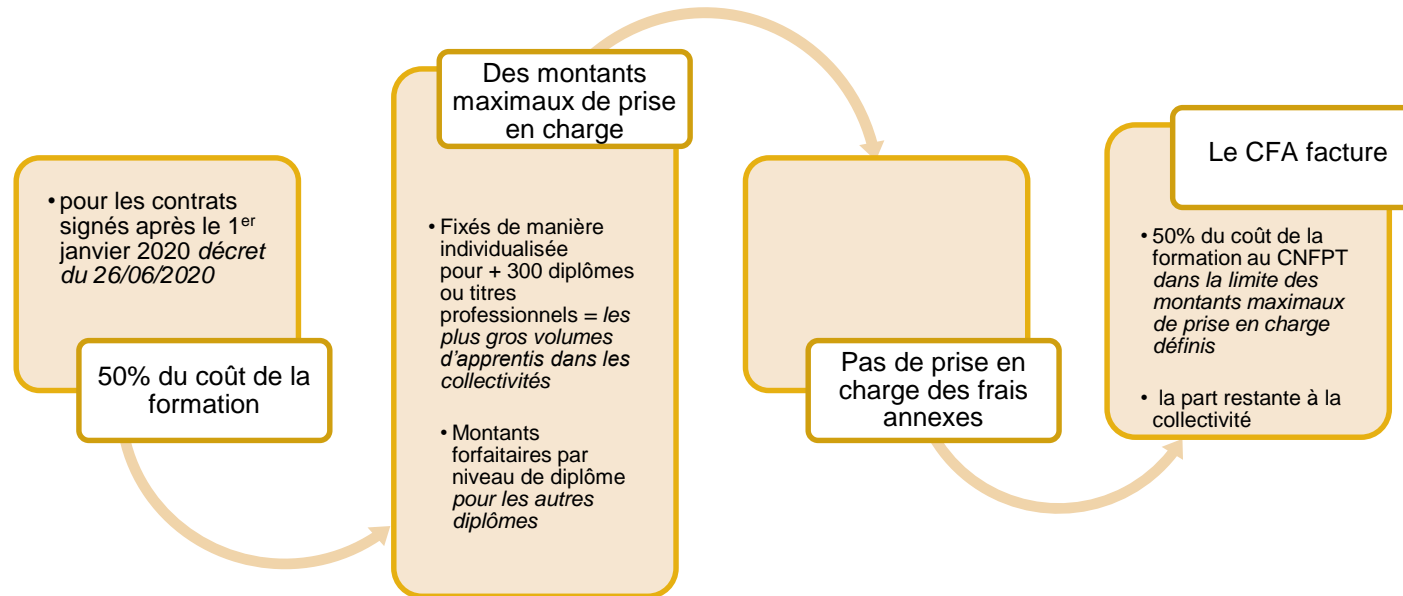 • pour les contrats
signés après le 1er
janvier 2020 décret
du 26/06/2020
50% du coût de la
formation
Des montants
maximaux de prise
en charge
• Fixés de manière
individualisée
pour + 300 diplômes
ou titres
professionnels = les
plus gros volumes
d’apprentis dans les
collectivités
• Montants
forfaitaires par
niveau de diplôme
pour les autres
diplômes
Pas de prise en
charge des frais
annexes
Le CFA facture
• 50% du coût de la
formation au CNFPT
dans la limite des
montants maximaux
de prise en charge
définis
• la part restante à la
collectivité